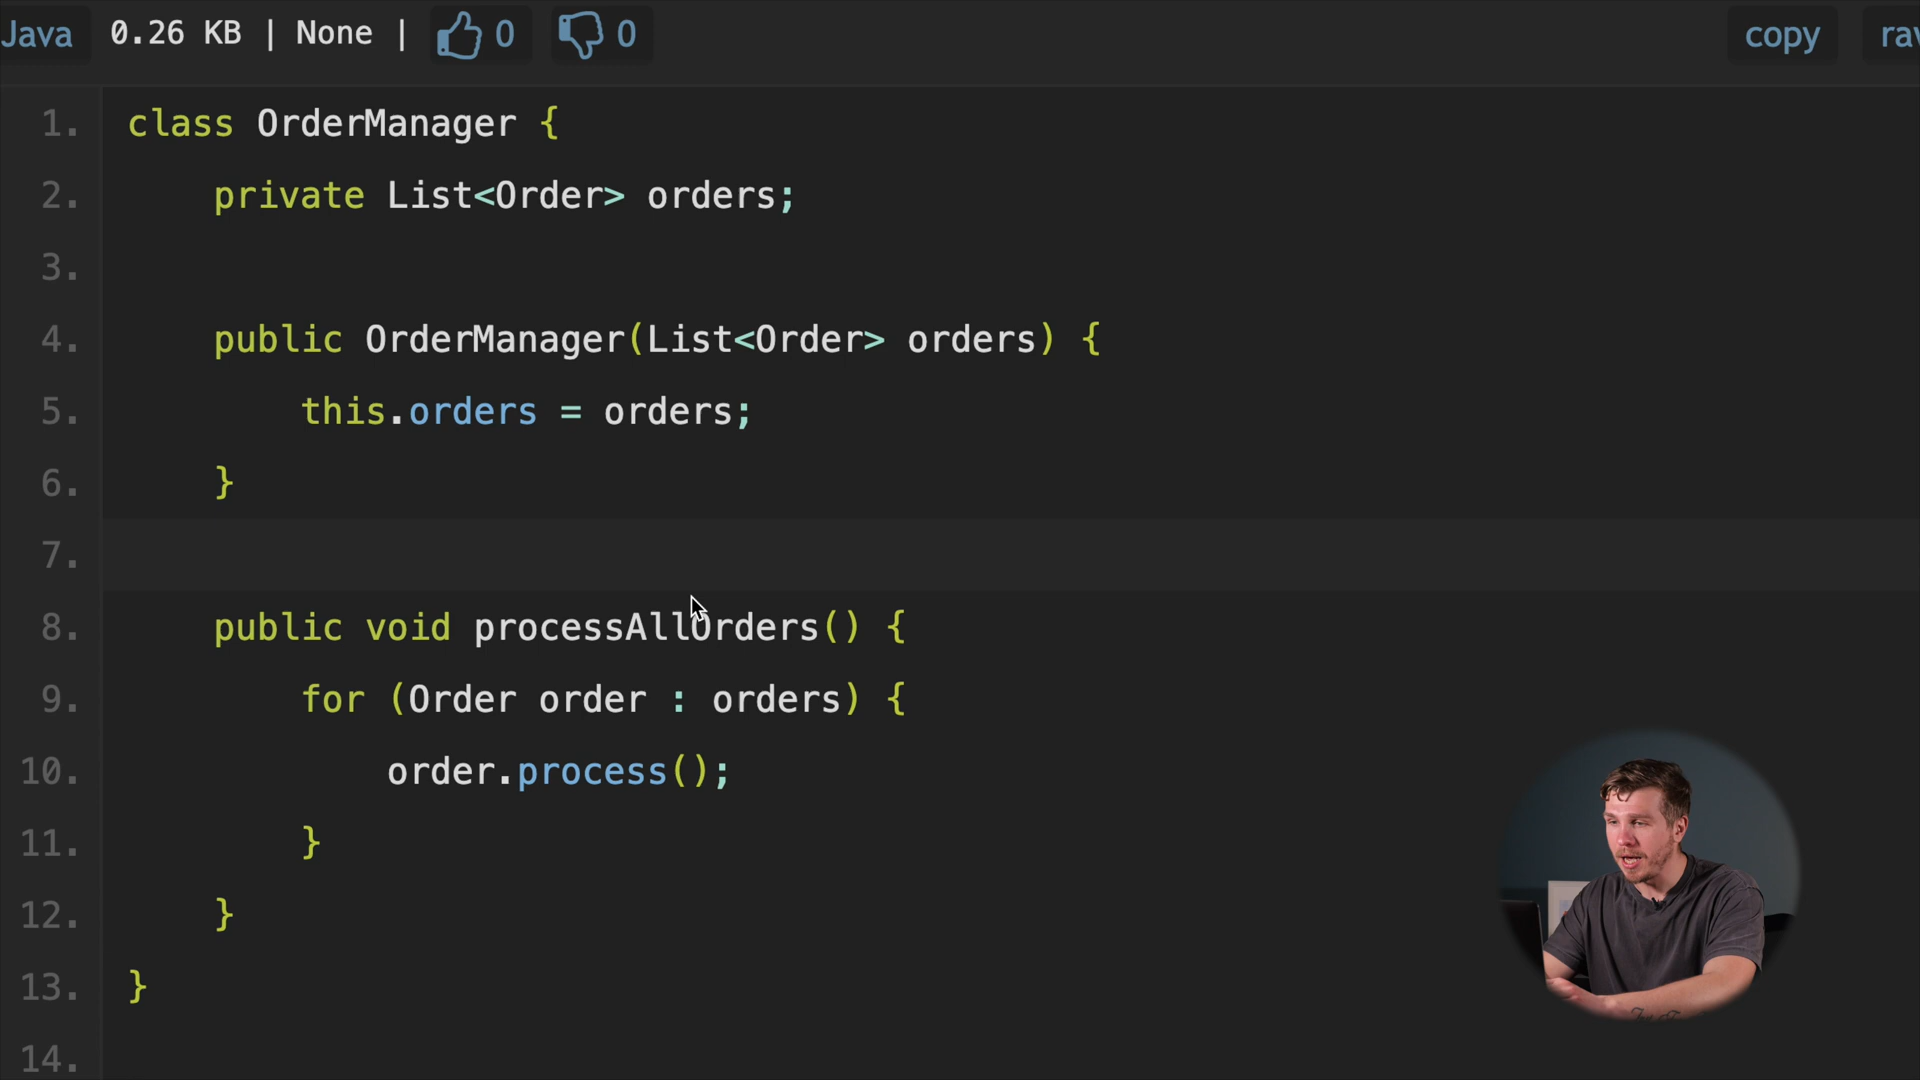 Java 0.26 KB | None | 0 0 copy
1. class OrderManager {
2. private List<Order> orders;
3.
4. public OrderManager(List<Order> orders) {
5. this.orders = orders;
6. }
7.
8. public void processAllOrders() {
9. for (Order order : orders) {
10. order.process();
11. }
12. }
13. }
14.